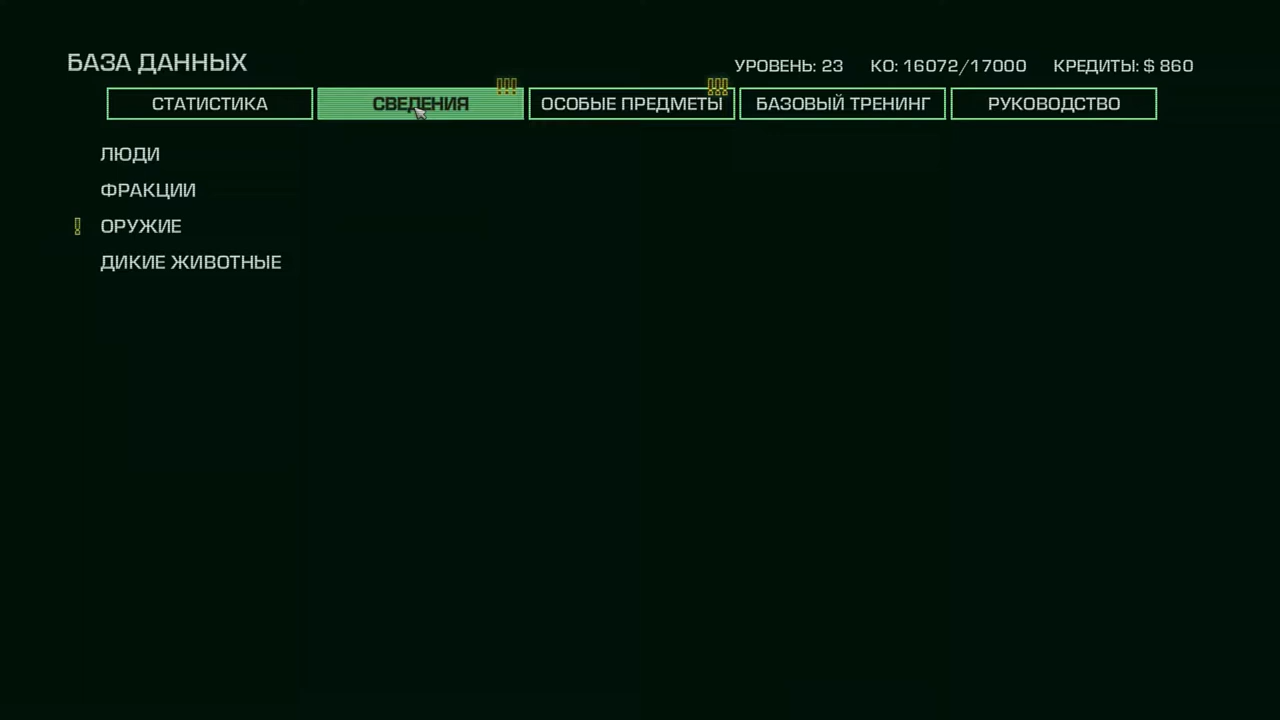 БАЗА ДАННЫХ
УРОВЕНЬ: 23 КО: 16072/17000 КРЕДИТЫ: $ 860
!!! !!!
СТАТИСТИКА СВЕДЕНИЯ ОСОБЫЕ ПРЕДМЕТЫ БАЗОВЫЙ ТРЕНИНГ РУКОВОДСТВО
ЛЮДИ
ФРАКЦИИ
! ОРУЖИЕ
ДИКИЕ ЖИВОТНЫЕ